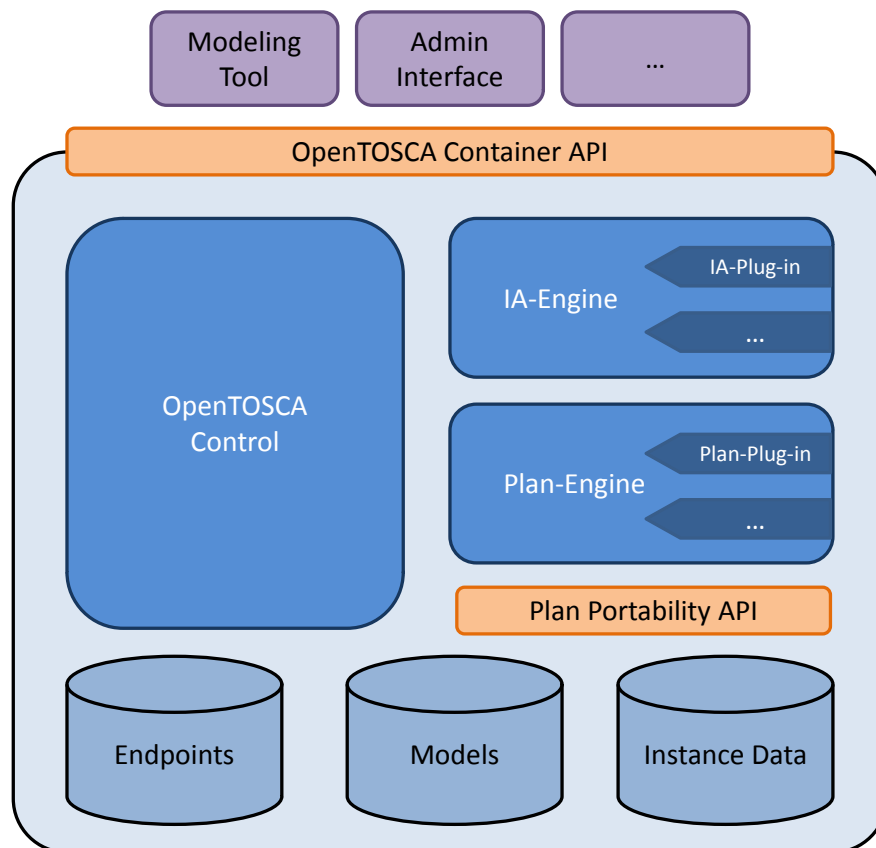 Modeling
Tool
Admin
Interface
...
OpenTOSCA Container API
OpenTOSCA
Control
IA-Engine
IA-Plug-in
...
Plan-Engine
Plan-Plug-in
...
Plan Portability API
Endpoints
Models
Instance Data